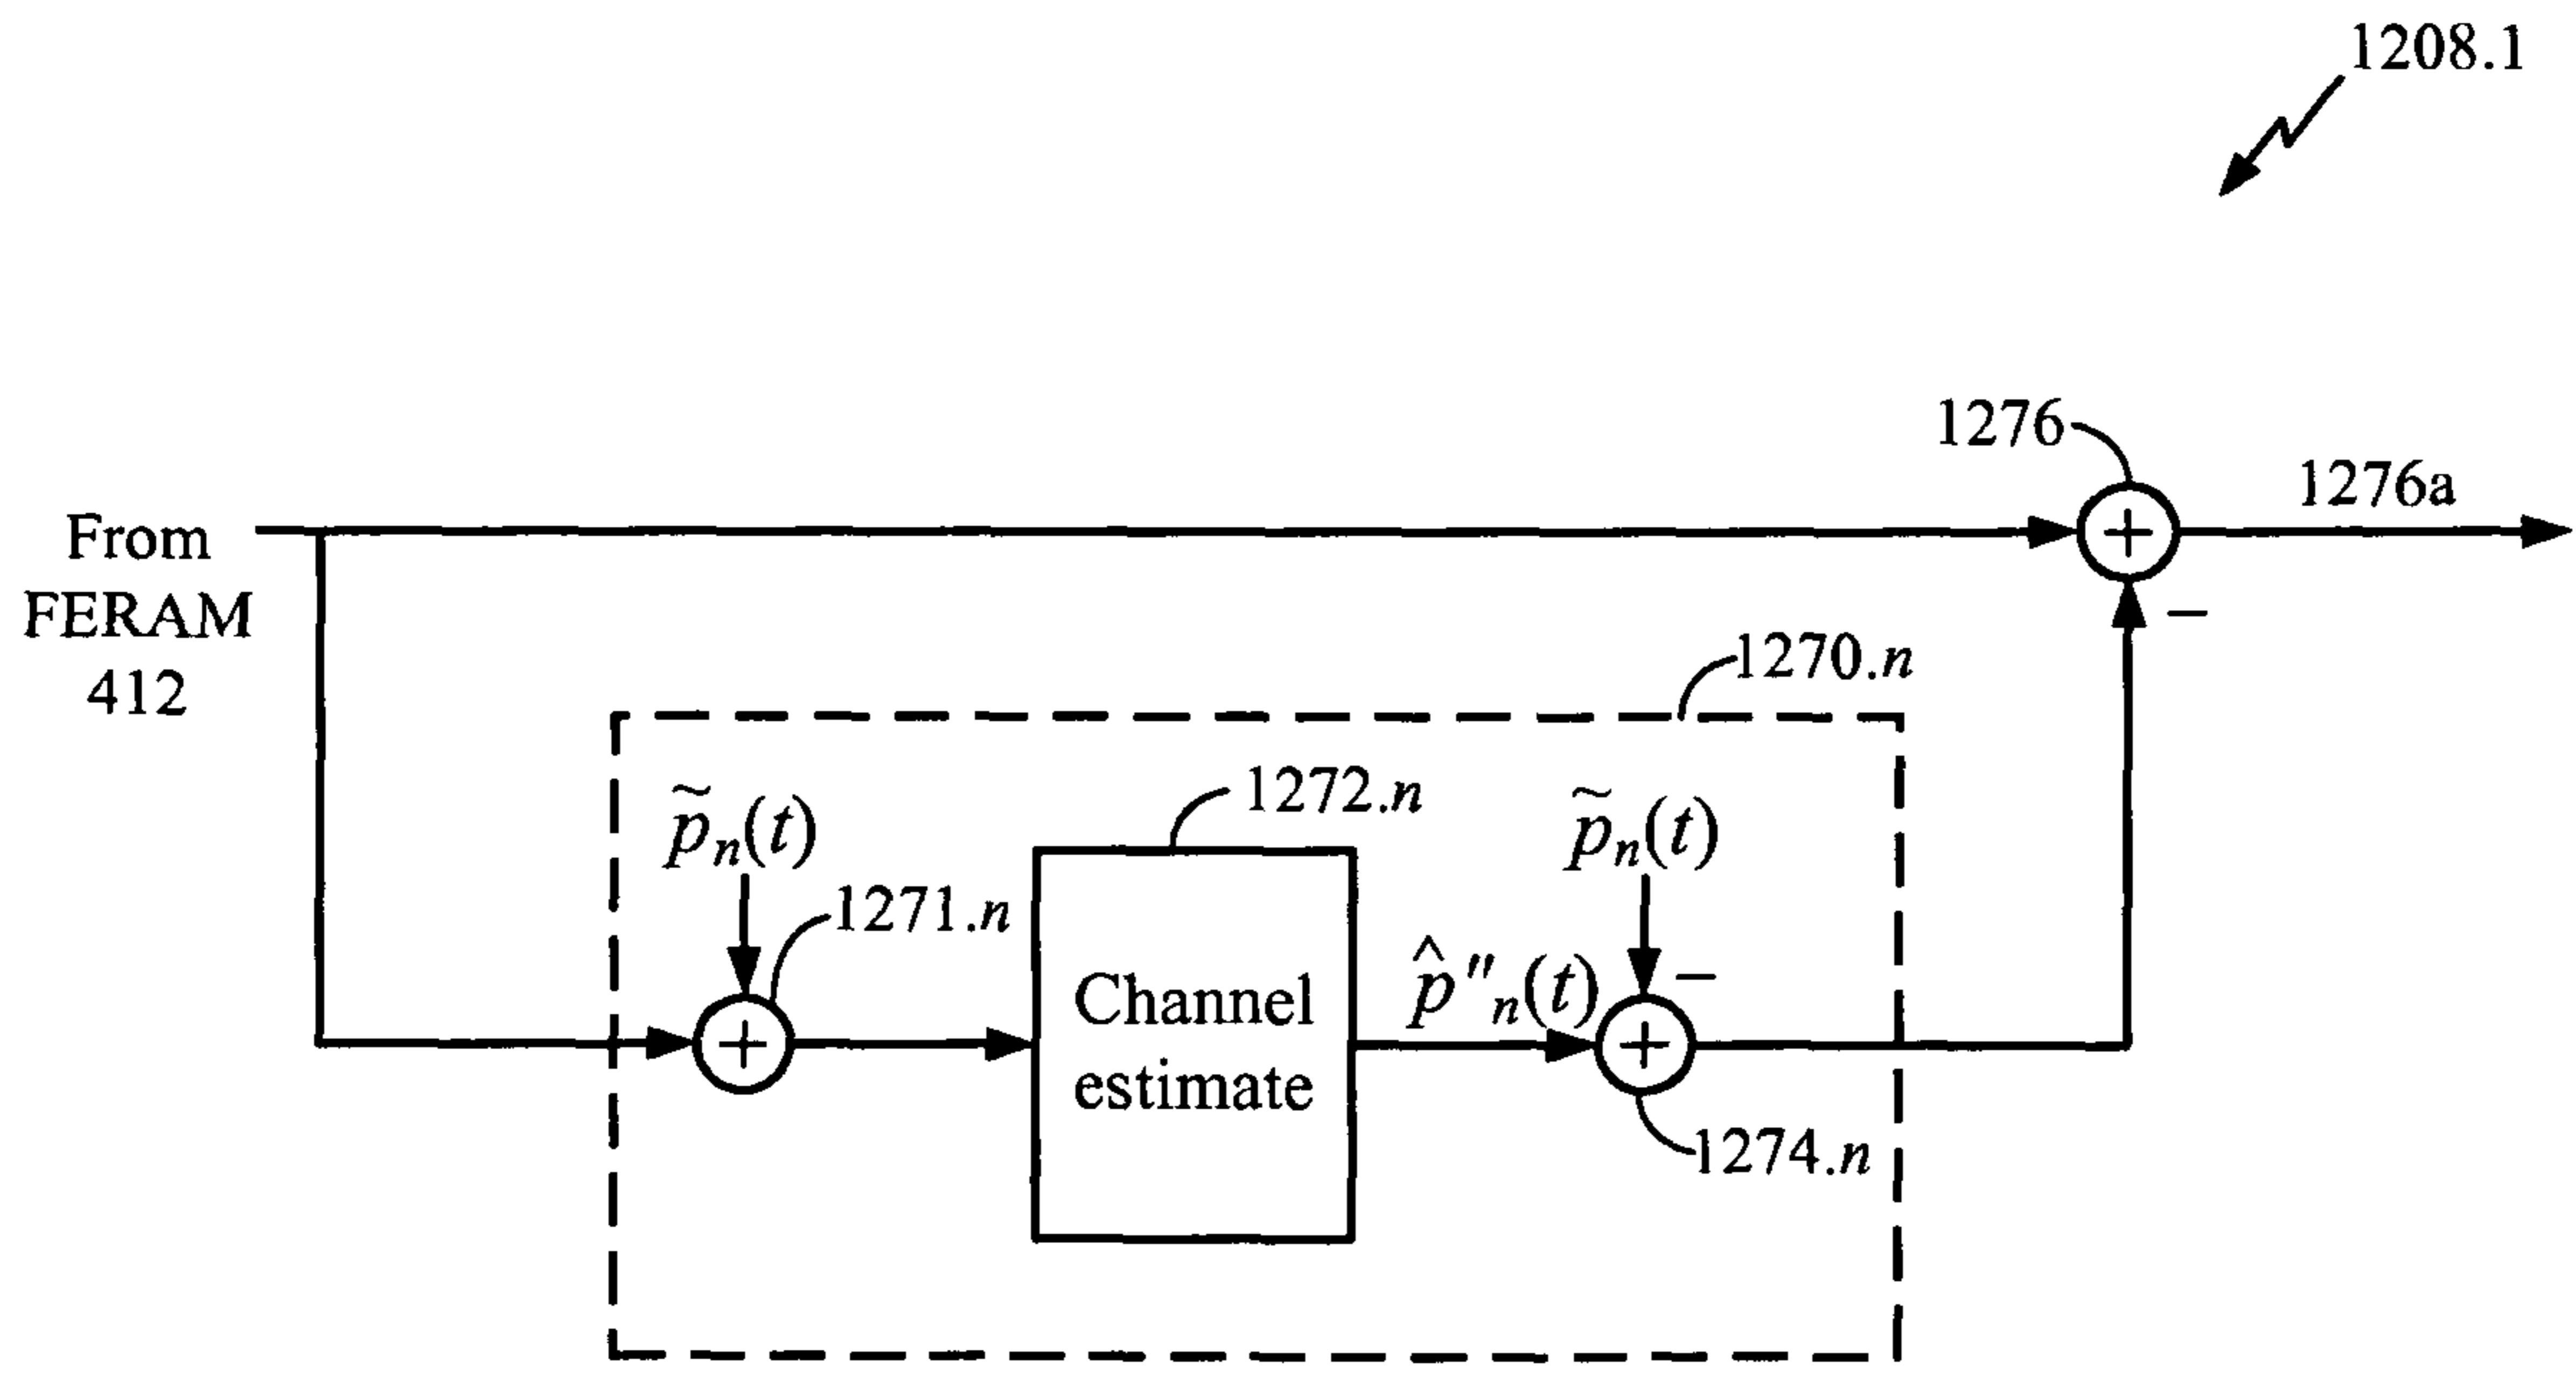 1208.1
1276
1276a
From
FERAM
412
1270.n
p̃n(t)
1272.n
p̃n(t)
1271.n
Channel
estimate
p̂"n(t)
−
1274.n
+
+
+
−